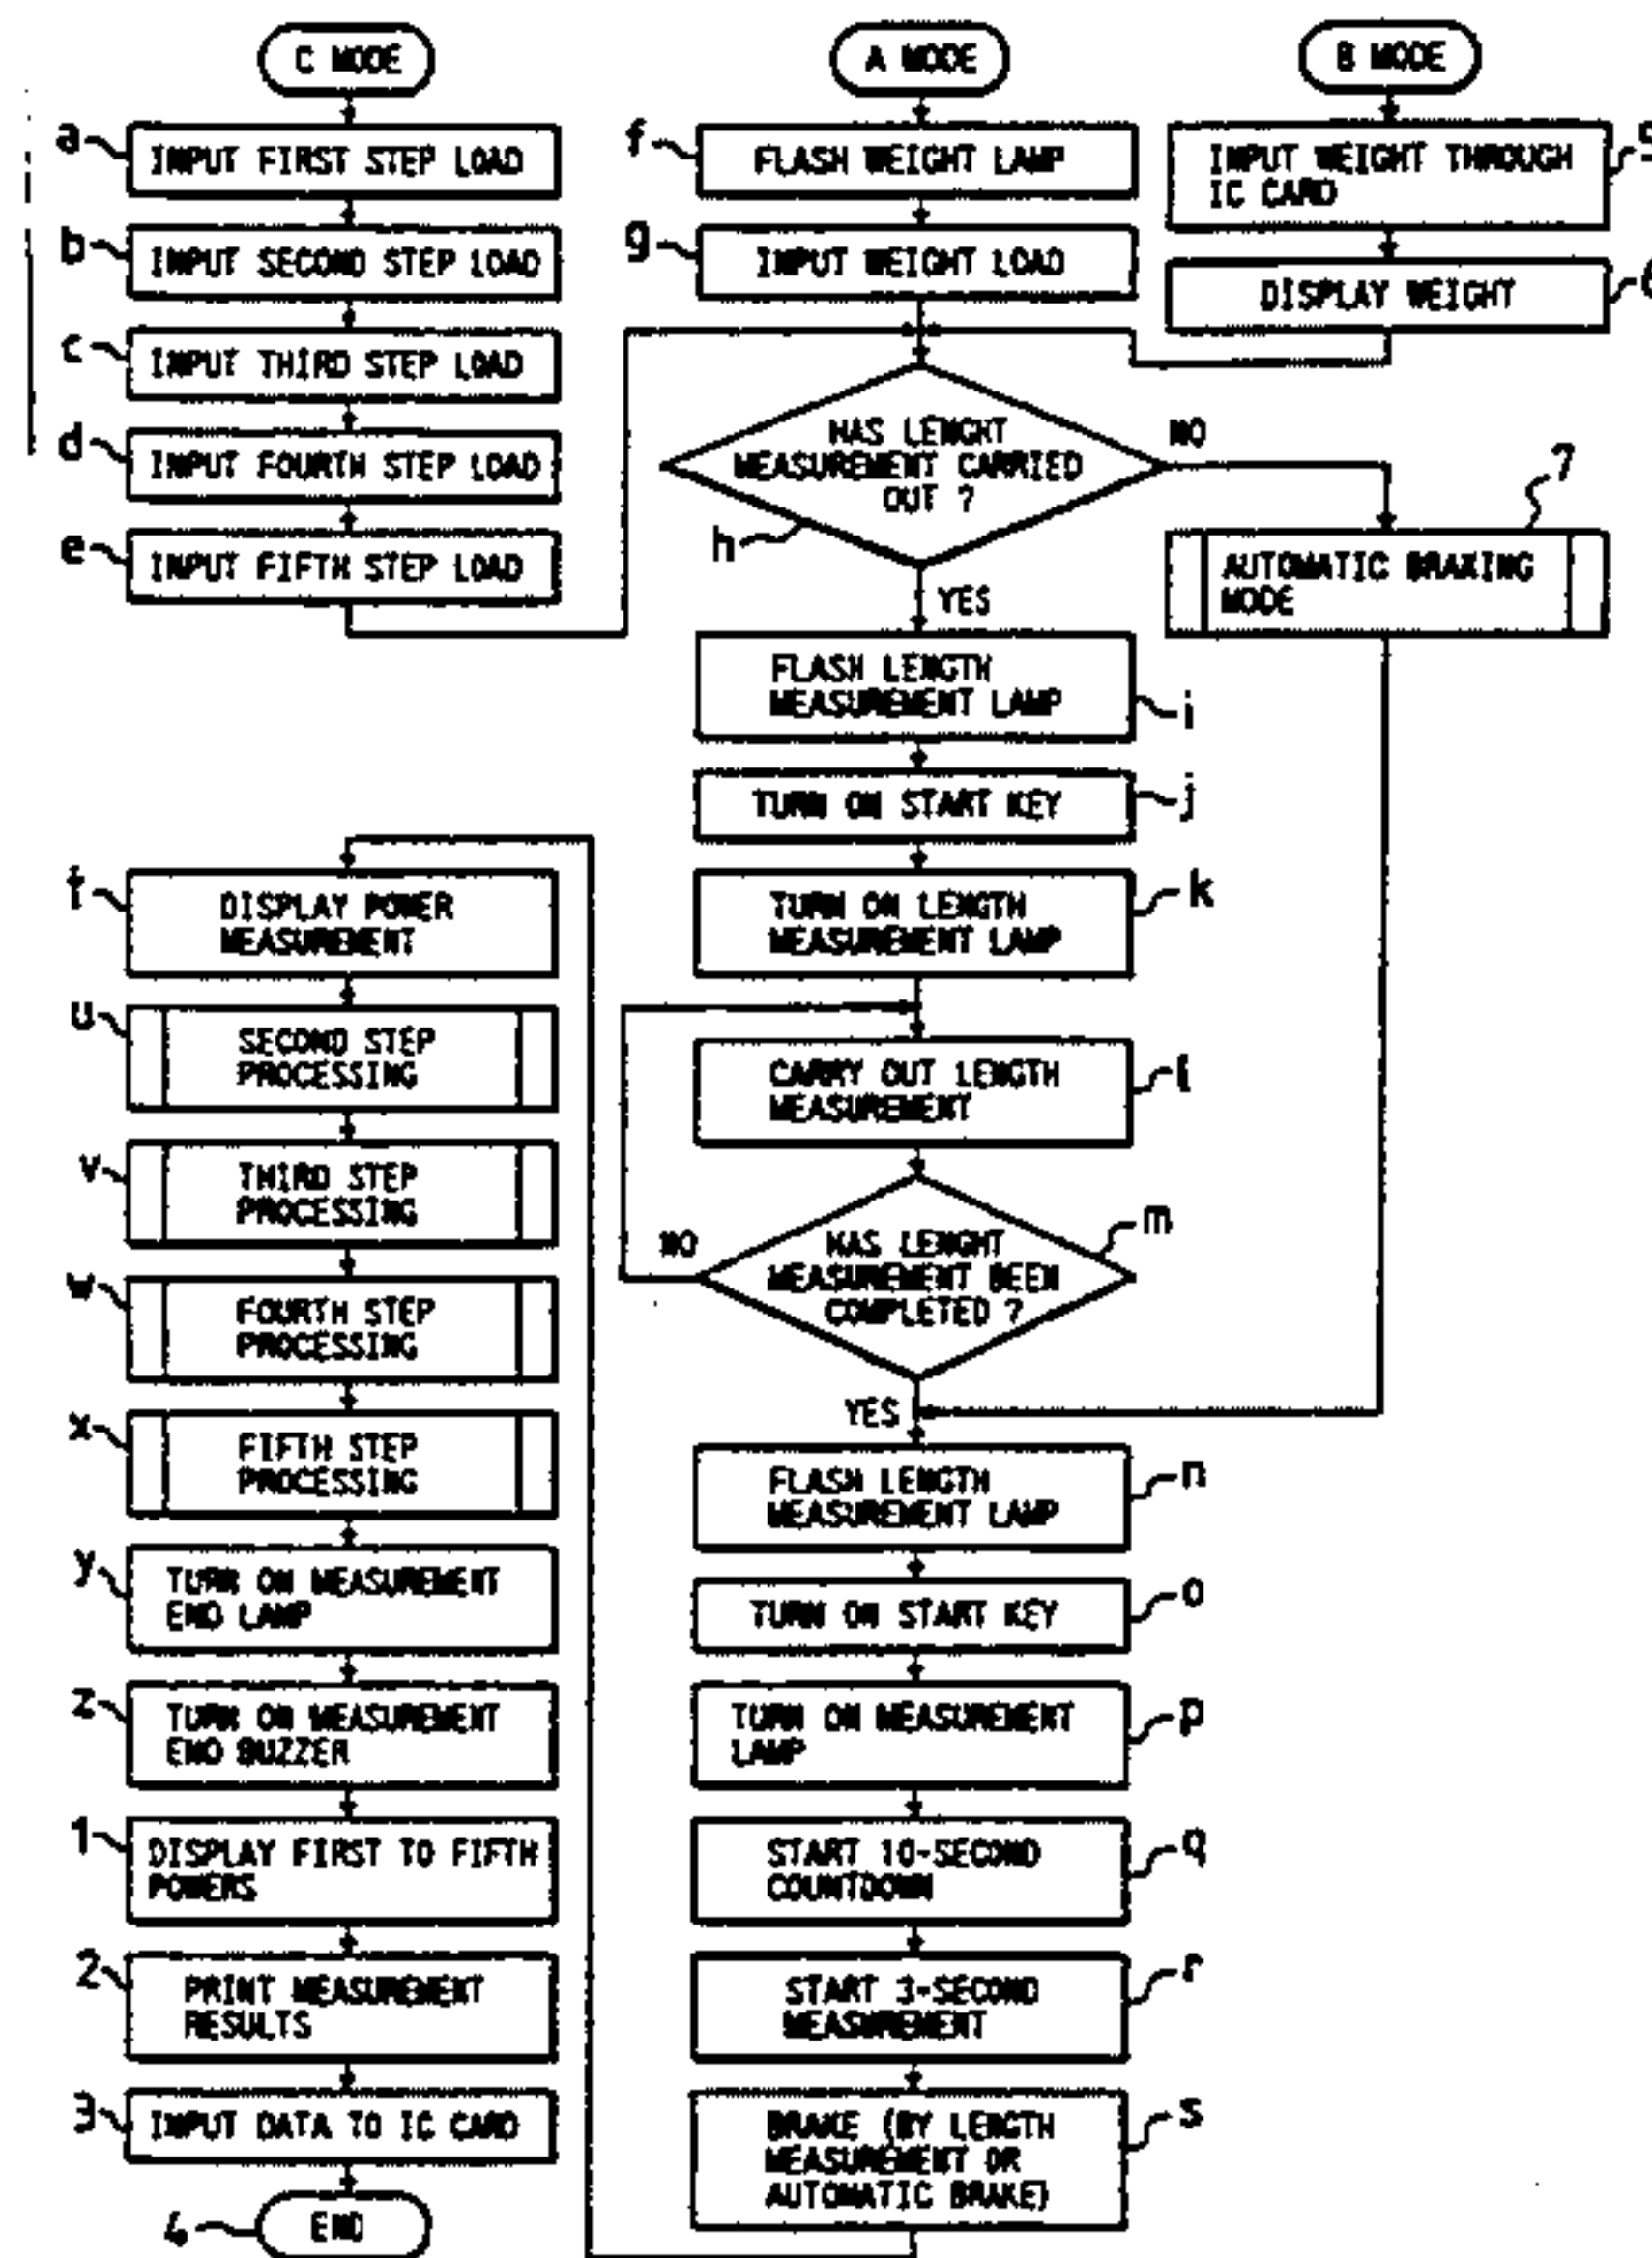 C MODE
a
INPUT FIRST STEP LOAD
b
INPUT SECOND STEP LOAD
c
INPUT THIRD STEP LOAD
d
INPUT FOURTH STEP LOAD
e
INPUT FIFTH STEP LOAD
A MODE
f
FLASH WEIGHT LAMP
g
INPUT WEIGHT LOAD
B MODE
INPUT WEIGHT THROUGH
IC CARD
5
DISPLAY WEIGHT
6
HAS LENGHT
MEASUREMENT CARRIED
OUT ?
h
NO
YES
7
AUTOMATIC BRAKING
MODE
FLASH LENGTH
MEASUREMENT LAMP
i
TURN ON START KEY
j
TURN ON LENGTH
MEASUREMENT LAMP
k
CARRY OUT LENGTH
MEASUREMENT
l
HAS LENGHT
MEASUREMENT BEEN
COMPLETED ?
m
NO
YES
FLASH LENGTH
MEASUREMENT LAMP
n
TURN ON START KEY
o
TURN ON MEASUREMENT
LAMP
p
START 10-SECOND
COUNTDOWN
q
START 3-SECOND
MEASUREMENT
r
BRAKE (BY LENGTH
MEASUREMENT OR
AUTOMATIC BRAKE)
s
t
DISPLAY POWER
MEASUREMENT
u
SECOND STEP
PROCESSING
v
THIRD STEP
PROCESSING
w
FOURTH STEP
PROCESSING
x
FIFTH STEP
PROCESSING
y
TURN ON MEASUREMENT
END LAMP
z
TURN ON MEASUREMENT
END BUZZER
1
DISPLAY FIRST TO FIFTH
POWERS
2
PRINT MEASUREMENT
RESULTS
3
INPUT DATA TO IC CARD
4
END